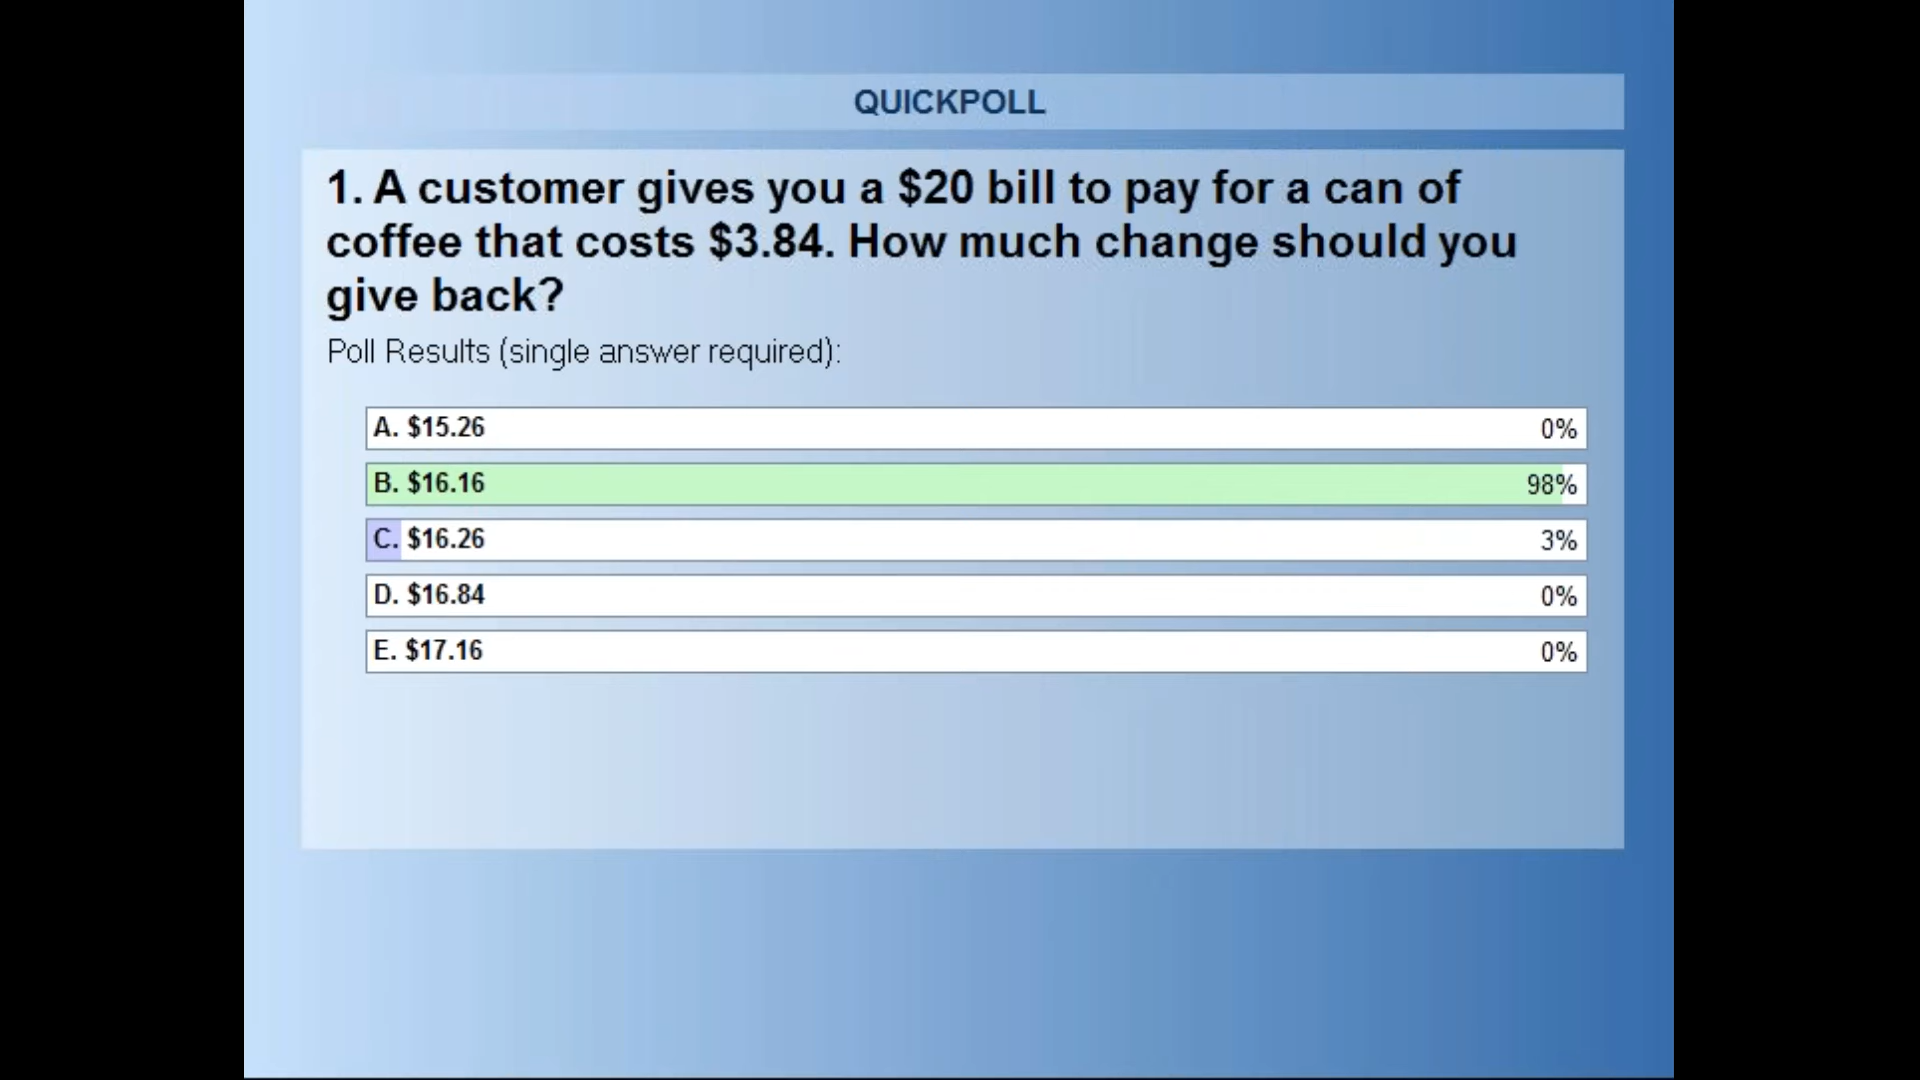 QUICKPOLL
1. A customer gives you a $20 bill to pay for a can of
coffee that costs $3.84. How much change should you
give back?
Poll Results (single answer required):
A. $15.26 0%
B. $16.16 98%
C. $16.26 3%
D. $16.84 0%
E. $17.16 0%